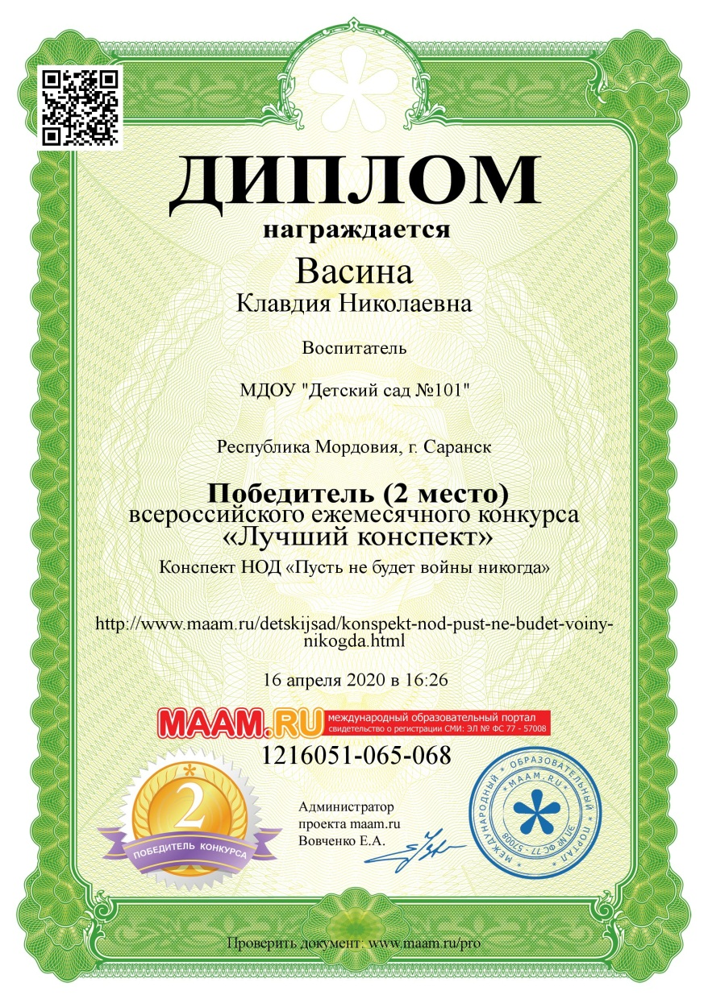 ДИПЛОМ
награждается
Васина
Клавдия Николаевна
Воспитатель
МДОУ "Детский сад №101"
Республика Мордовия, г. Саранск
Победитель (2 место)
всероссийского ежемесячного конкурса
«Лучший конспект»
Конспект НОД «Пусть не будет войны никогда»
http://www.maam.ru/detskijsad/konspekt-nod-pust-ne-budet-voiny-
nikogda.html
16 апреля 2020 в 16:26
MAAM.RU
международный образовательный портал
свидетельство о регистрации СМИ: ЭЛ № ФС 77 - 57008
1216051-065-068
2
ПОБЕДИТЕЛЬ КОНКУРСА
Администратор
проекта maam.ru
Вовченко Е.А.
* МЕЖДУНАРОДНЫЙ * ОБРАЗОВАТЕЛЬНЫЙ * ПОРТАЛ *
* MAAM.RU *
ЭЛ № ФС 77 - 57008
Проверить документ: www.maam.ru/pro